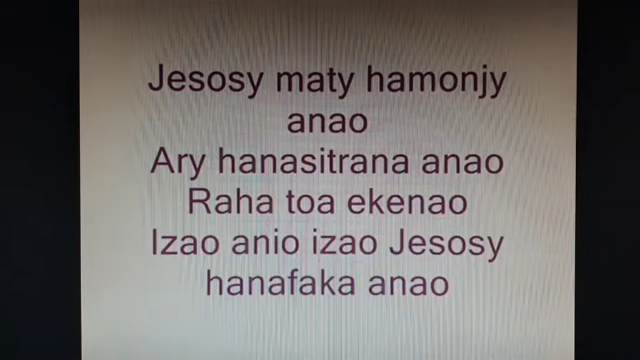 Jesosy maty hamonjy
anao
Ary hanasitrana anao
Raha toa ekenao
Izao anio izao Jesosy
hanafaka anao